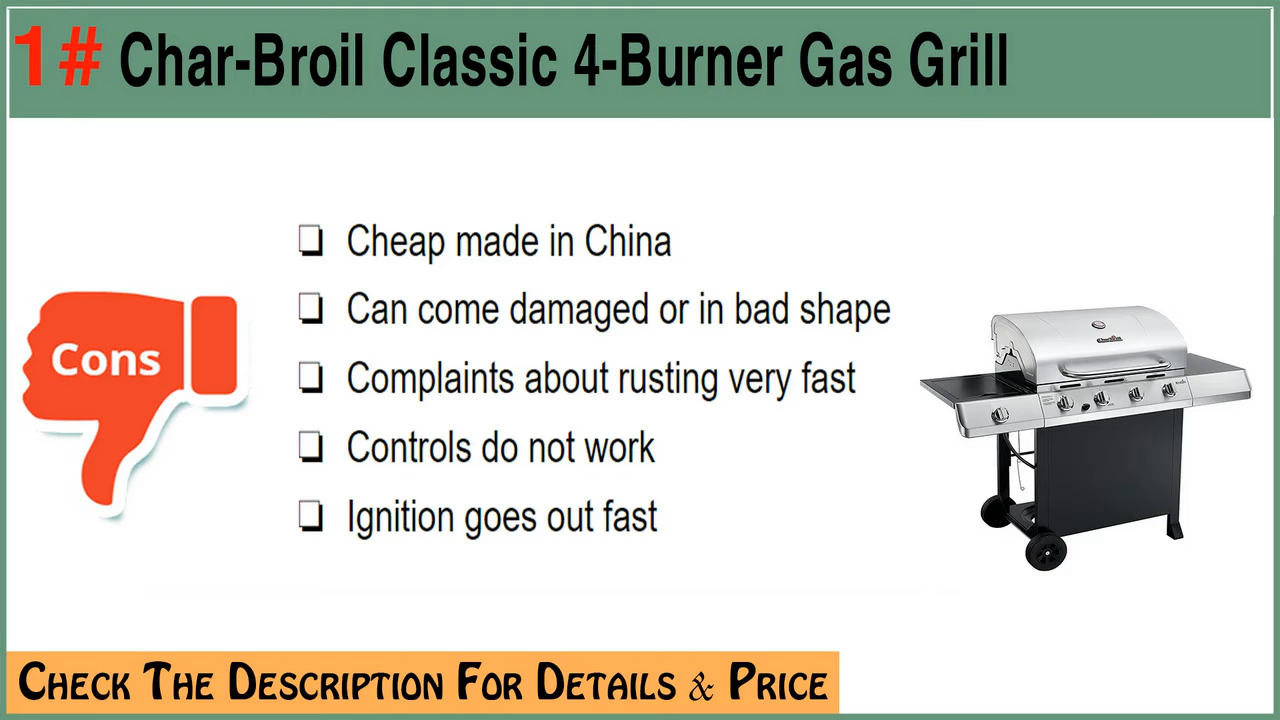 1# Char-Broil Classic 4-Burner Gas Grill
Cheap made in China
Can come damaged or in bad shape
Complaints about rusting very fast
Cons
Controls do not work
Ignition goes out fast
Check The Description For Details & Price